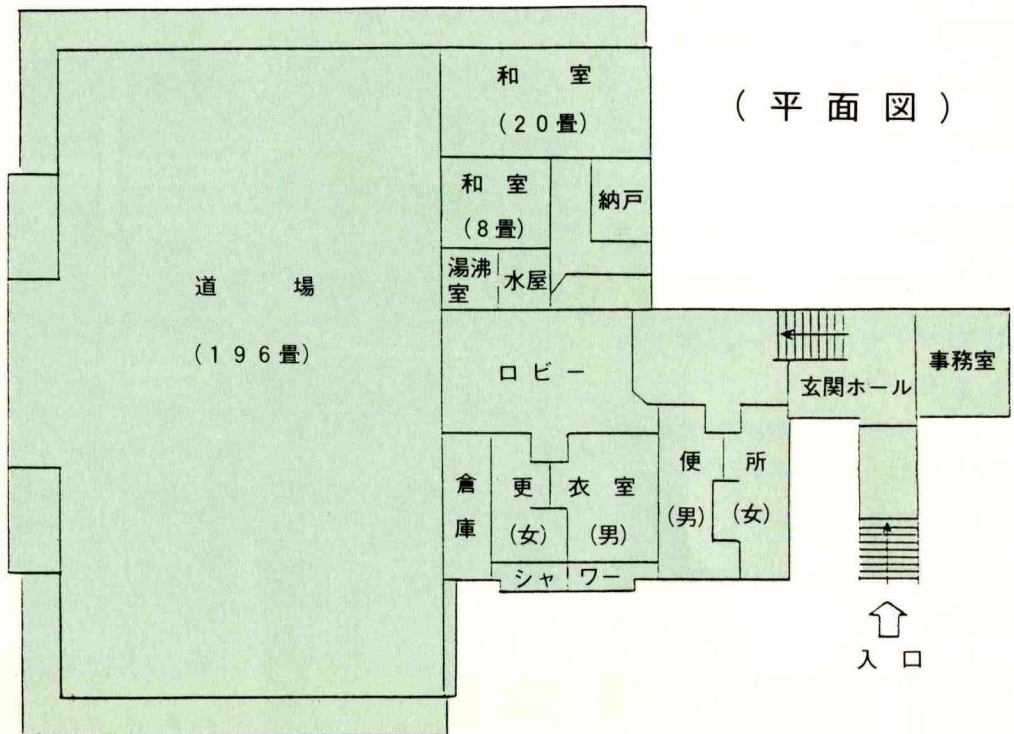 (平面図)
和室
(20畳)
和室
(8畳)
納戸
湯沸室
水屋
道場
(196畳)
ロビー
玄関ホール
事務室
倉庫
更衣室
(女)
(男)
便所
(男)
(女)
シャワー
入口